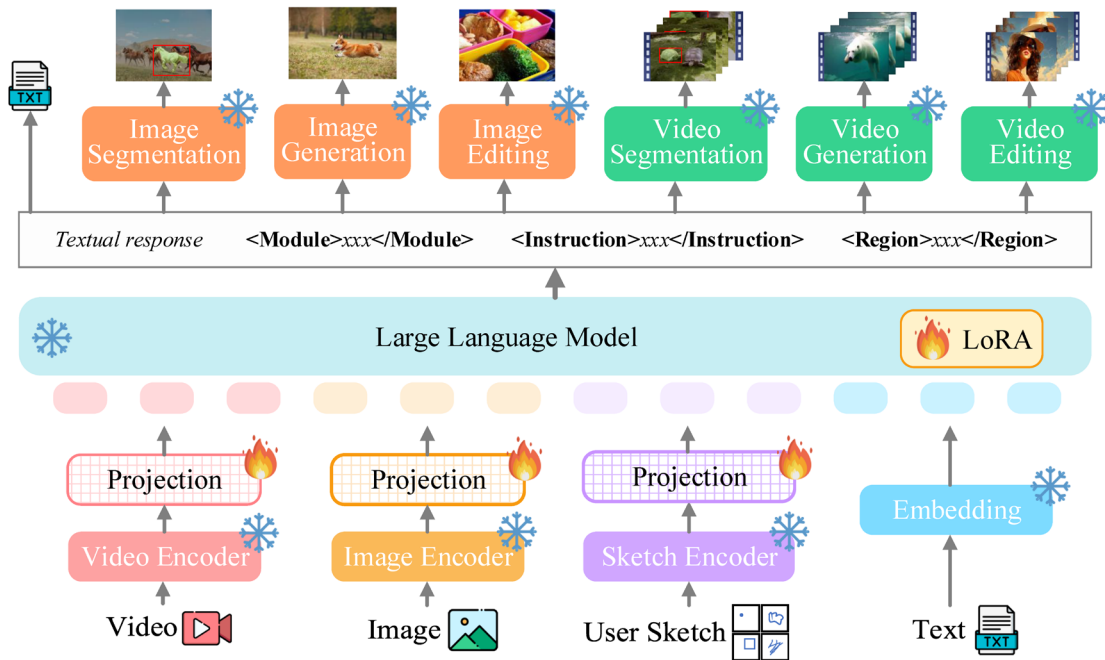 TXT
Image
Segmentation
Image
Generation
Image
Editing
Video
Segmentation
Video
Generation
Video
Editing
Textual response <Module>xxx</Module> <Instruction>xxx</Instruction> <Region>xxx</Region>
Large Language Model
LoRA
Projection
Projection
Projection
Embedding
Video Encoder
Image Encoder
Sketch Encoder
Video
Image
User Sketch
Text
TXT